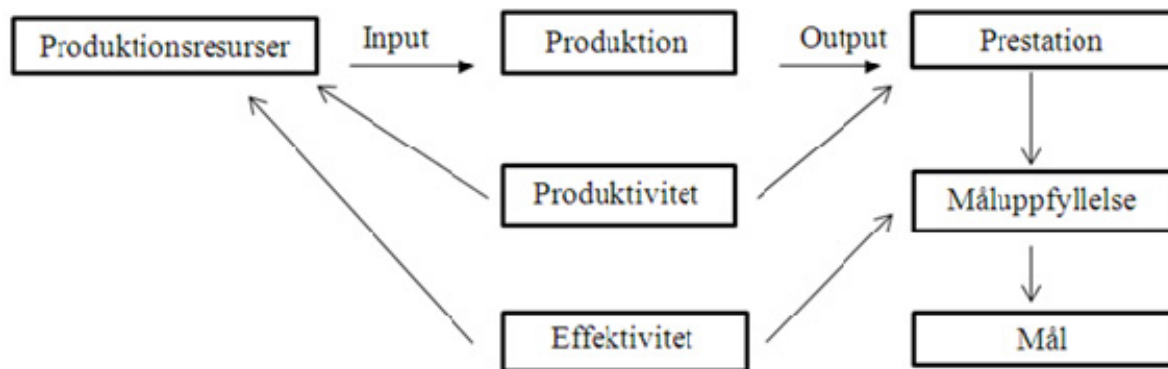 Produktionsresurser
Input
Produktion
Output
Prestation
Produktivitet
Måluppfyllelse
Effektivitet
Mål